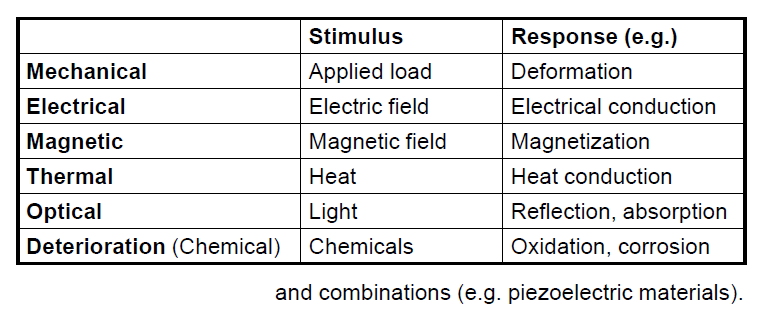 Stimulus Response (e.g.)
Mechanical Applied load Deformation
Electrical Electric field Electrical conduction
Magnetic Magnetic field Magnetization
Thermal Heat Heat conduction
Optical Light Reflection, absorption
Deterioration (Chemical) Chemicals Oxidation, corrosion
and combinations (e.g. piezoelectric materials).